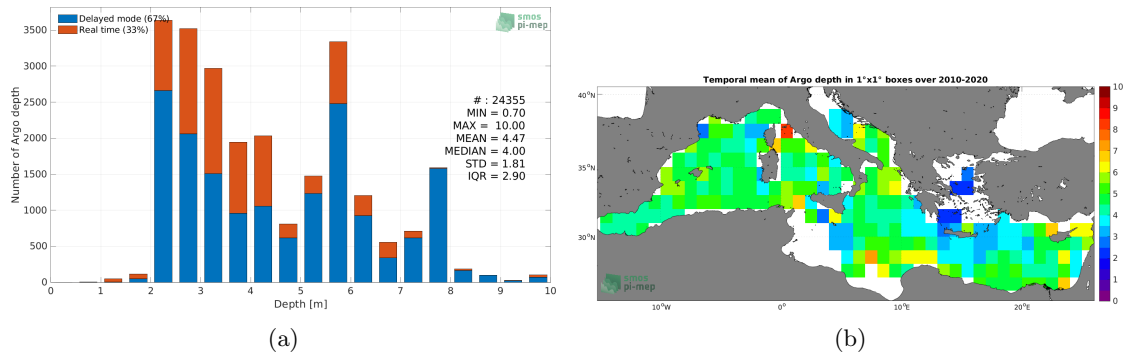 Delayed mode (67%)
Real time (33%)
smos
pi-mep
3500
3000
2500
2000
1500
1000
500
0
Number of Argo depth
# : 24355
MIN = 0.70
MAX = 10.00
MEAN = 4.47
MEDIAN = 4.00
STD = 1.81
IQR = 2.90
0 1 2 3 4 5 6 7 8 9 10
Depth [m]
(a)
Temporal mean of Argo depth in 1°x1° boxes over 2010-2020
40°N
35°N
30°N
10°W 0° 10°E 20°E
smos
pi-mep
10
9
8
7
6
5
4
3
2
1
0
(b)